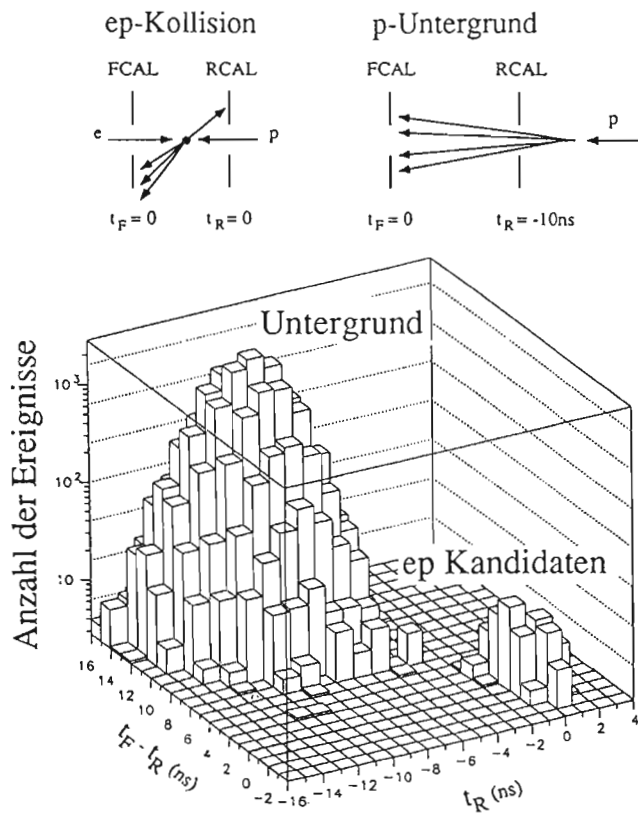 ep-Kollision
p-Untergrund
FCAL RCAL
FCAL RCAL
e p
p
t_F = 0 t_R = 0
t_F = 0 t_R = -10ns
Untergrund
ep Kandidaten
Anzahl der Ereignisse
10³
10²
10
16 14 12 10 8 6 4 2 0 -2
t_F - t_R (ns)
-16 -14 -12 -10 -8 -6 -4 -2 0 2 4
t_R (ns)